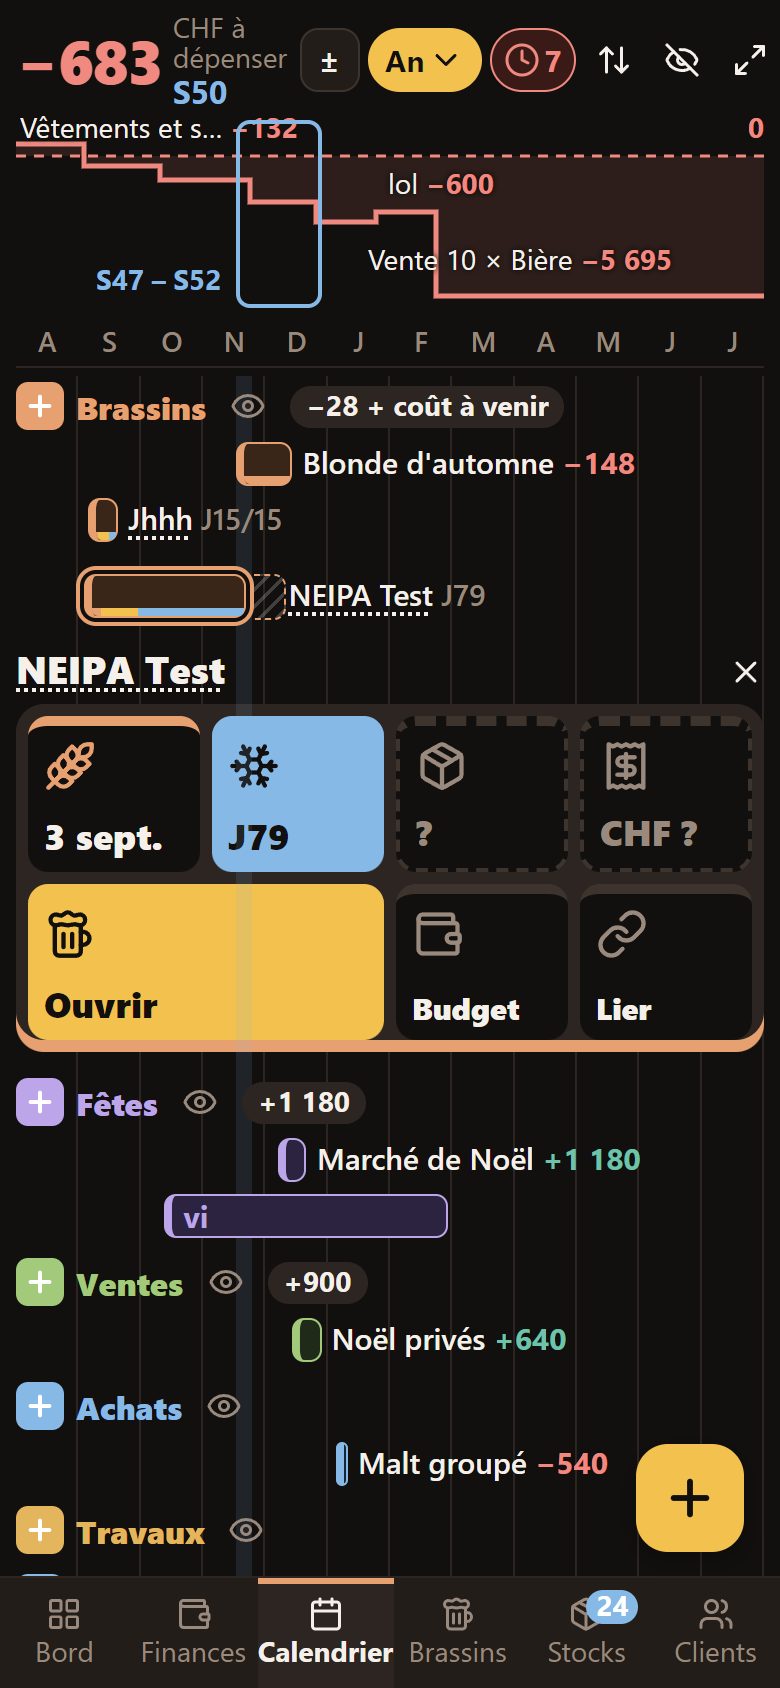 −683
CHF à
dépenser
S50
±
An
7
Vêtements et s... −132
0
lol −600
Vente 10 × Bière −5 695
S47 – S52
A S O N D J F M A M J J
Brassins
−28 + coût à venir
Blonde d'automne −148
Jhhh J15/15
NEIPA Test J79
NEIPA Test
3 sept.
J79
?
CHF ?
Ouvrir
Budget
Lier
Fêtes
+1 180
Marché de Noël +1 180
vi
Ventes
+900
Noël privés +640
Achats
Malt groupé −540
Travaux
24
Bord Finances Calendrier Brassins Stocks Clients